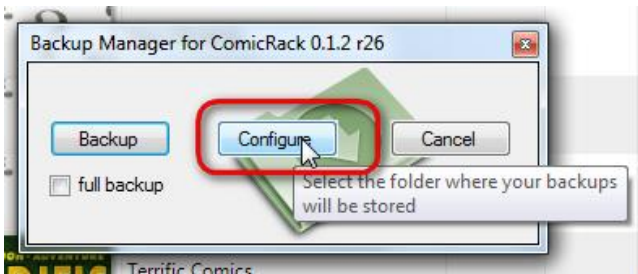 Backup Manager for ComicRack 0.1.2 r26
Backup
Configure
Cancel
full backup
Select the folder where your backups
will be stored
Terrific Comics